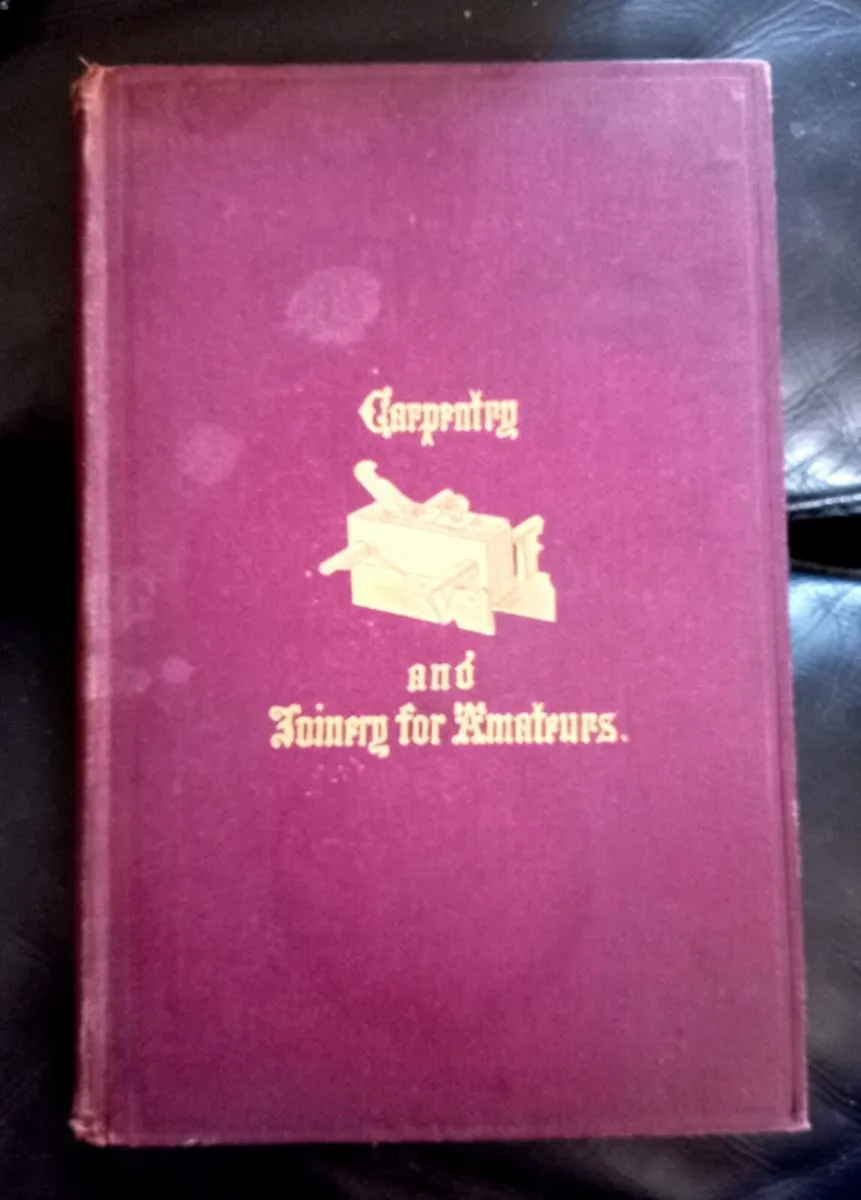 Carpentry
and
Joinery for Amateurs.